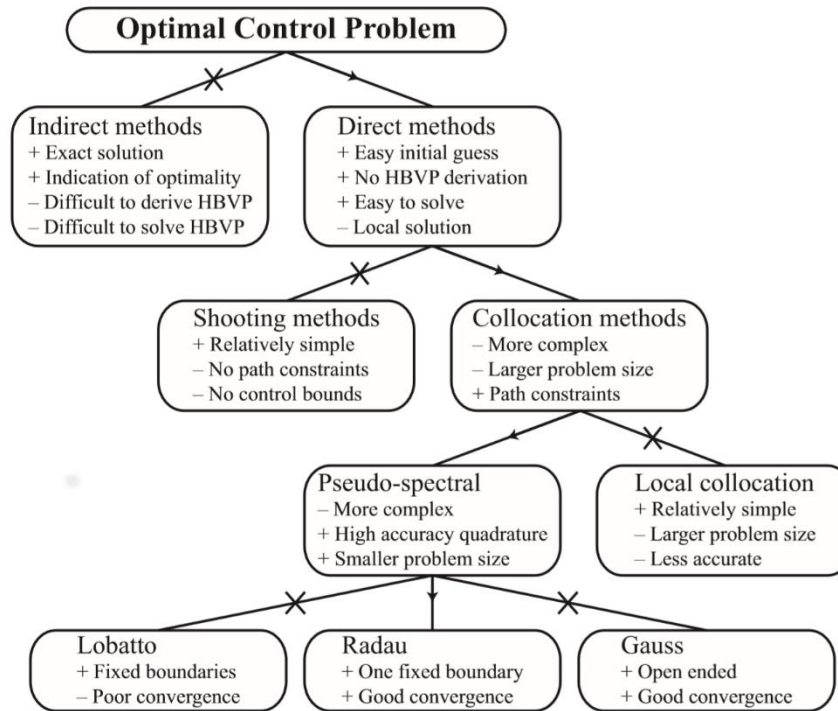 Optimal Control Problem
Indirect methods
+ Exact solution
+ Indication of optimality
– Difficult to derive HBVP
– Difficult to solve HBVP
Direct methods
+ Easy initial guess
+ No HBVP derivation
+ Easy to solve
– Local solution
Shooting methods
+ Relatively simple
– No path constraints
– No control bounds
Collocation methods
– More complex
– Larger problem size
+ Path constraints
Pseudo-spectral
– More complex
+ High accuracy quadrature
+ Smaller problem size
Local collocation
+ Relatively simple
– Larger problem size
– Less accurate
Lobatto
+ Fixed boundaries
– Poor convergence
Radau
+ One fixed boundary
+ Good convergence
Gauss
+ Open ended
+ Good convergence